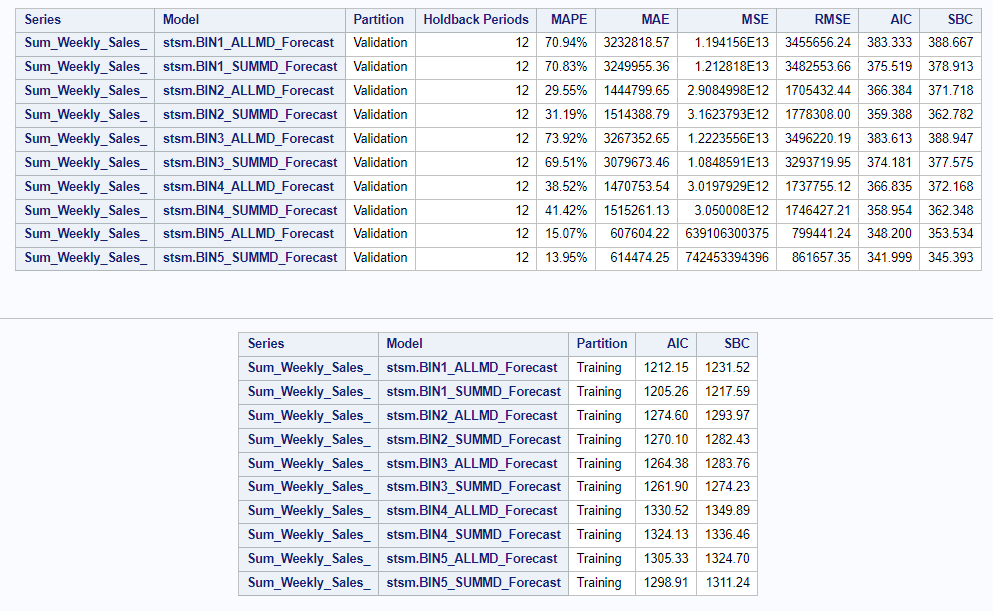 Series Model Partition Holdback Periods MAPE MAE MSE RMSE AIC SBC
Sum_Weekly_Sales_ stsm.BIN1_ALLMD_Forecast Validation 12 70.94% 3232818.57 1.194156E13 3455656.24 383.333 388.667
Sum_Weekly_Sales_ stsm.BIN1_SUMMD_Forecast Validation 12 70.83% 3249955.36 1.212818E13 3482553.66 375.519 378.913
Sum_Weekly_Sales_ stsm.BIN2_ALLMD_Forecast Validation 12 29.55% 1444799.65 2.9084998E12 1705432.44 366.384 371.718
Sum_Weekly_Sales_ stsm.BIN2_SUMMD_Forecast Validation 12 31.19% 1514388.79 3.1623793E12 1778308.00 359.388 362.782
Sum_Weekly_Sales_ stsm.BIN3_ALLMD_Forecast Validation 12 73.92% 3267352.65 1.2223556E13 3496220.19 383.613 388.947
Sum_Weekly_Sales_ stsm.BIN3_SUMMD_Forecast Validation 12 69.51% 3079673.46 1.0848591E13 3293719.95 374.181 377.575
Sum_Weekly_Sales_ stsm.BIN4_ALLMD_Forecast Validation 12 38.52% 1470753.54 3.0197929E12 1737755.12 366.835 372.168
Sum_Weekly_Sales_ stsm.BIN4_SUMMD_Forecast Validation 12 41.42% 1515261.13 3.050008E12 1746427.21 358.954 362.348
Sum_Weekly_Sales_ stsm.BIN5_ALLMD_Forecast Validation 12 15.07% 607604.22 639106300375 799441.24 348.200 353.534
Sum_Weekly_Sales_ stsm.BIN5_SUMMD_Forecast Validation 12 13.95% 614474.25 742453394396 861657.35 341.999 345.393
Series Model Partition AIC SBC
Sum_Weekly_Sales_ stsm.BIN1_ALLMD_Forecast Training 1212.15 1231.52
Sum_Weekly_Sales_ stsm.BIN1_SUMMD_Forecast Training 1205.26 1217.59
Sum_Weekly_Sales_ stsm.BIN2_ALLMD_Forecast Training 1274.60 1293.97
Sum_Weekly_Sales_ stsm.BIN2_SUMMD_Forecast Training 1270.10 1282.43
Sum_Weekly_Sales_ stsm.BIN3_ALLMD_Forecast Training 1264.38 1283.76
Sum_Weekly_Sales_ stsm.BIN3_SUMMD_Forecast Training 1261.90 1274.23
Sum_Weekly_Sales_ stsm.BIN4_ALLMD_Forecast Training 1330.52 1349.89
Sum_Weekly_Sales_ stsm.BIN4_SUMMD_Forecast Training 1324.13 1336.46
Sum_Weekly_Sales_ stsm.BIN5_ALLMD_Forecast Training 1305.33 1324.70
Sum_Weekly_Sales_ stsm.BIN5_SUMMD_Forecast Training 1298.91 1311.24